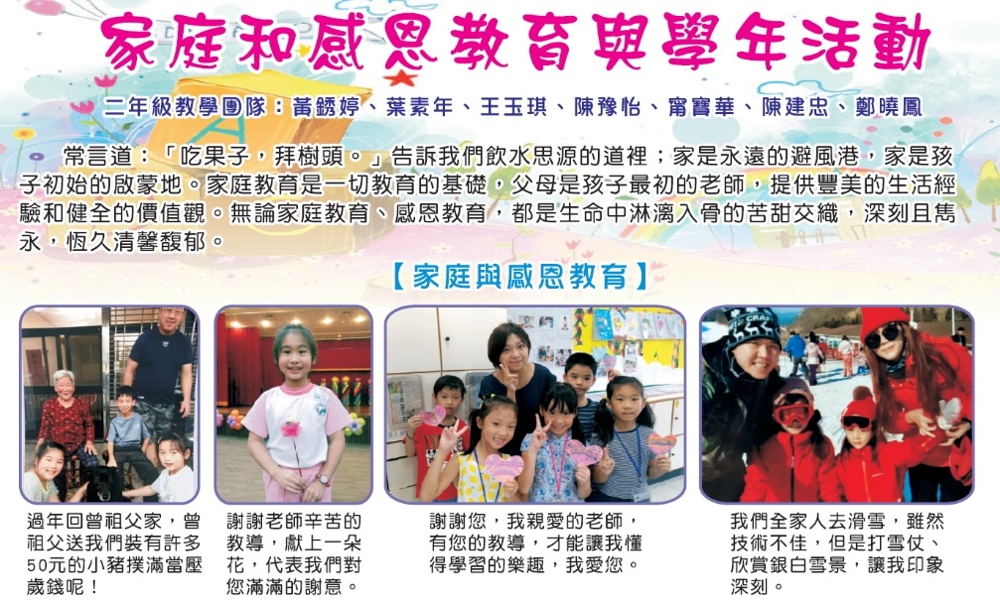 家庭和感恩教育與學年活動
二年級教學團隊：黃銹婷、葉素年、王玉琪、陳豫怡、甯寶華、陳建忠、鄭曉鳳
常言道：「吃果子，拜樹頭。」告訴我們飲水思源的道裡；家是永遠的避風港，家是孩
子初始的啟蒙地。家庭教育是一切教育的基礎，父母是孩子最初的老師，提供豐美的生活經
驗和健全的價值觀。無論家庭教育、感恩教育，都是生命中淋漓入骨的苦甜交織，深刻且雋
永，恆久清馨馥郁。
【家庭與感恩教育】
過年回曾祖父家，曾
祖父送我們裝有許多
50元的小豬撲滿當壓
歲錢呢！
謝謝老師辛苦的
教導，獻上一朵
花，代表我們對
您滿滿的謝意。
謝謝您，我親愛的老師，
有您的教導，才能讓我懂
得學習的樂趣，我愛您。
我們全家人去滑雪，雖然
技術不佳，但是打雪仗、
欣賞銀白雪景，讓我印象
深刻。